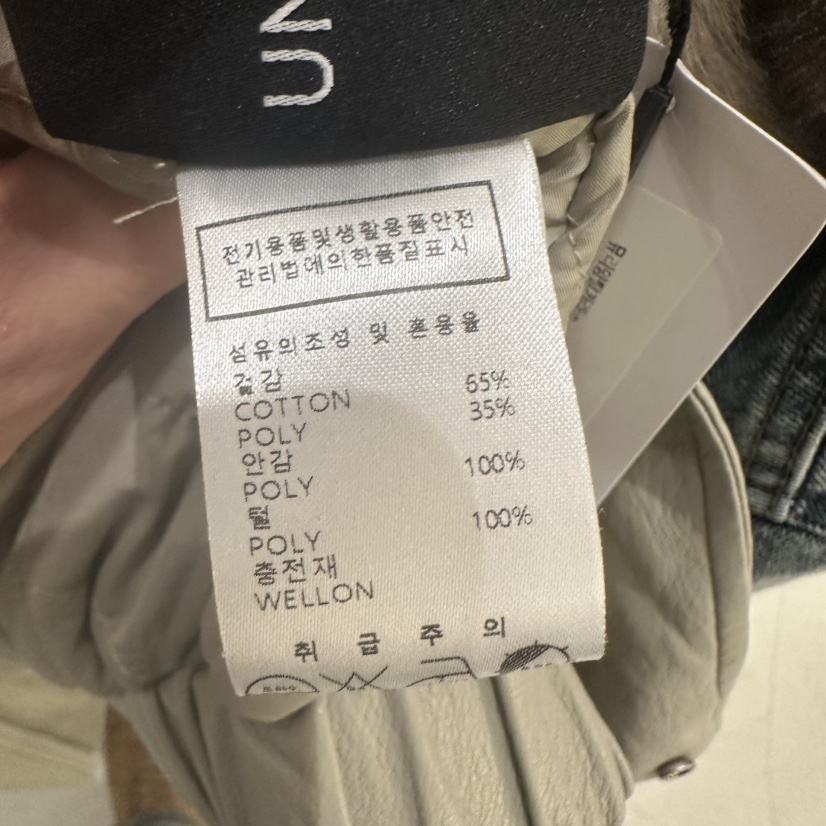 UN
전기용품및생활용품안전
관리법에의한품질표시
섬유의조성 및 혼용율
겉감
COTTON 65%
POLY 35%
안감
POLY 100%
털
POLY 100%
충전재
WELLON
취 급 주 의